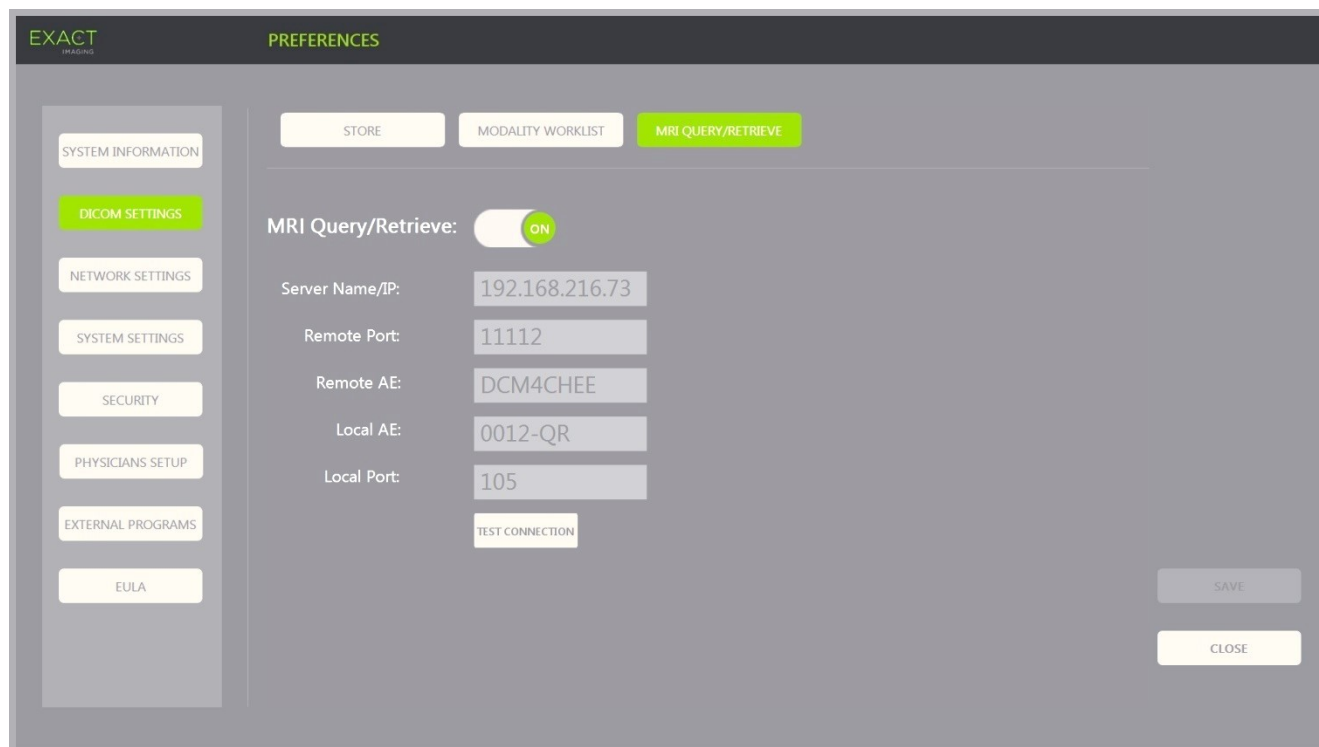 EXACT
IMAGING
PREFERENCES
STORE
MODALITY WORKLIST
MRI QUERY/RETRIEVE
SYSTEM INFORMATION
DICOM SETTINGS
NETWORK SETTINGS
SYSTEM SETTINGS
SECURITY
PHYSICIANS SETUP
EXTERNAL PROGRAMS
EULA
MRI Query/Retrieve: ON
Server Name/IP: 192.168.216.73
Remote Port: 11112
Remote AE: DCM4CHEE
Local AE: 0012-QR
Local Port: 105
TEST CONNECTION
SAVE
CLOSE